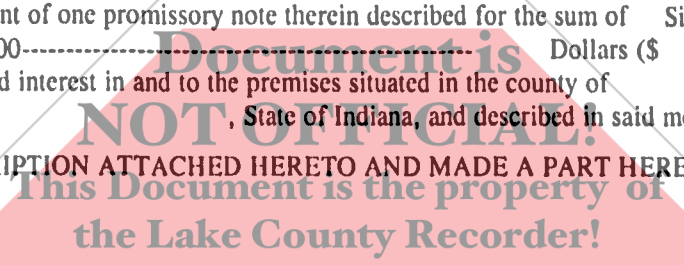 nt of one promissory note therein described for the sum of Si
00------------------------------------------------ Dollars ($
Document is
d interest in and to the premises situated in the county of
NOT OFFICIAL!
, State of Indiana, and described in said mo
IPTION ATTACHED HERETO AND MADE A PART HERE
This Document is the property of
the Lake County Recorder!